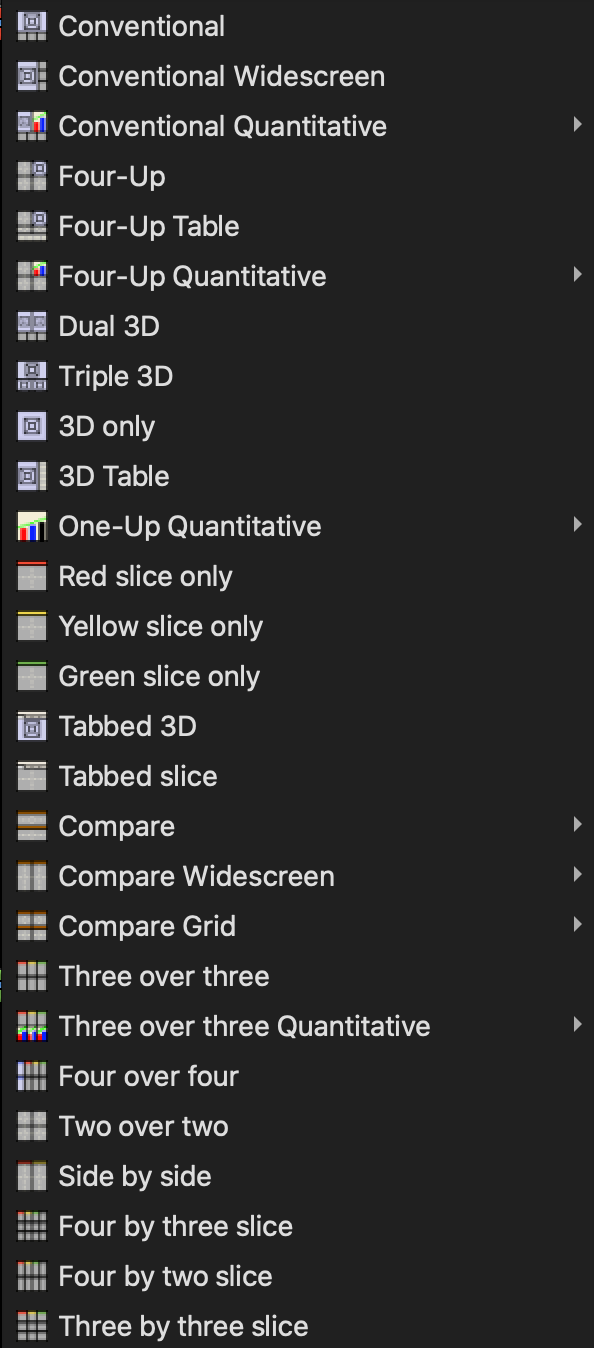 Conventional
Conventional Widescreen
Conventional Quantitative
Four-Up
Four-Up Table
Four-Up Quantitative
Dual 3D
Triple 3D
3D only
3D Table
One-Up Quantitative
Red slice only
Yellow slice only
Green slice only
Tabbed 3D
Tabbed slice
Compare
Compare Widescreen
Compare Grid
Three over three
Three over three Quantitative
Four over four
Two over two
Side by side
Four by three slice
Four by two slice
Three by three slice